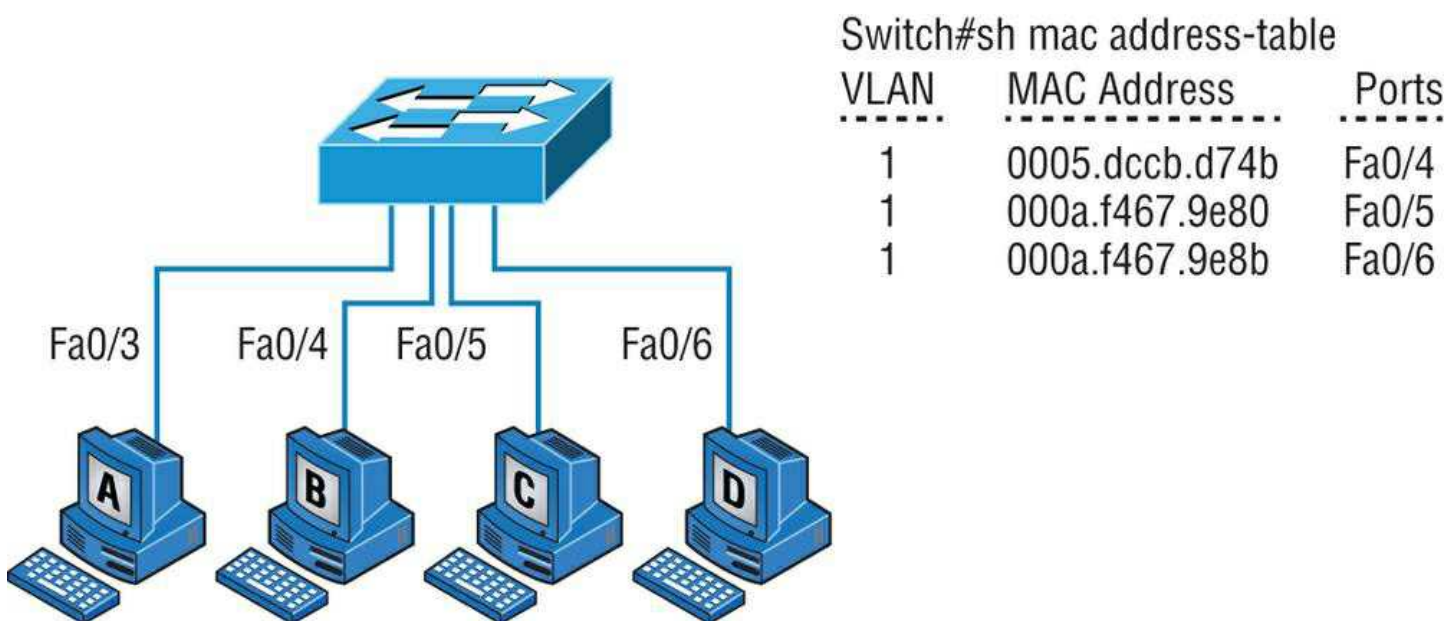 Switch#sh mac address-table
VLAN MAC Address Ports
1 0005.dccb.d74b Fa0/4
1 000a.f467.9e80 Fa0/5
1 000a.f467.9e8b Fa0/6
Fa0/3 Fa0/4 Fa0/5 Fa0/6
A B C D